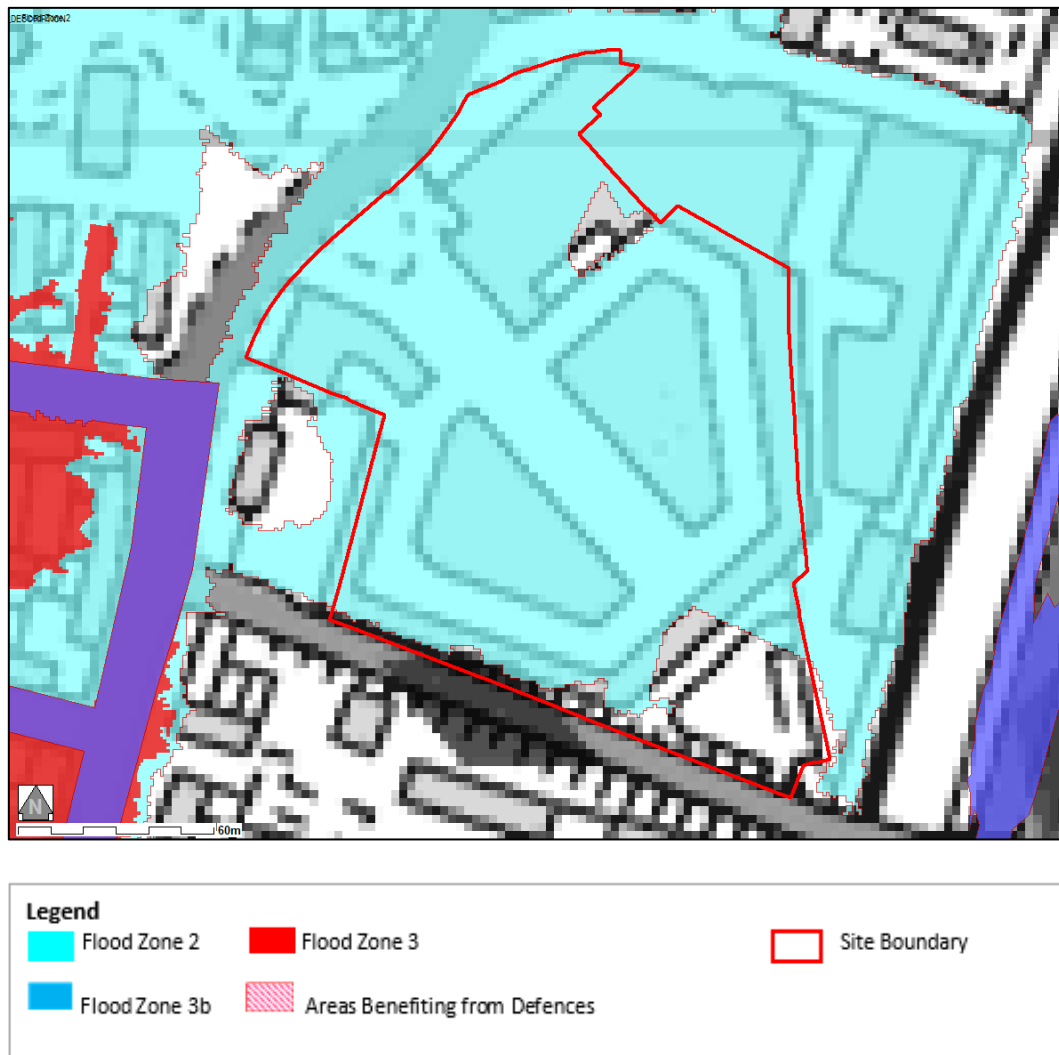 N
60m
Legend
Flood Zone 2
Flood Zone 3
Site Boundary
Flood Zone 3b
Areas Benefiting from Defences